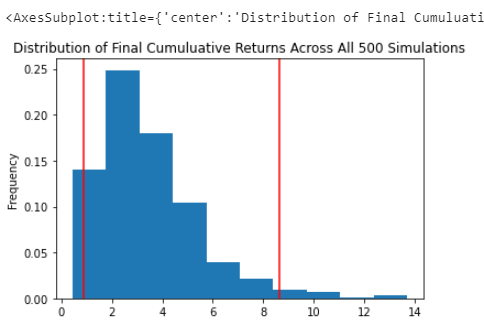 <AxesSubplot:title={'center':'Distribution of Final Cumuluati
Distribution of Final Cumuluative Returns Across All 500 Simulations
0.25
0.20
0.15
0.10
0.05
0.00
Frequency
0 2 4 6 8 10 12 14